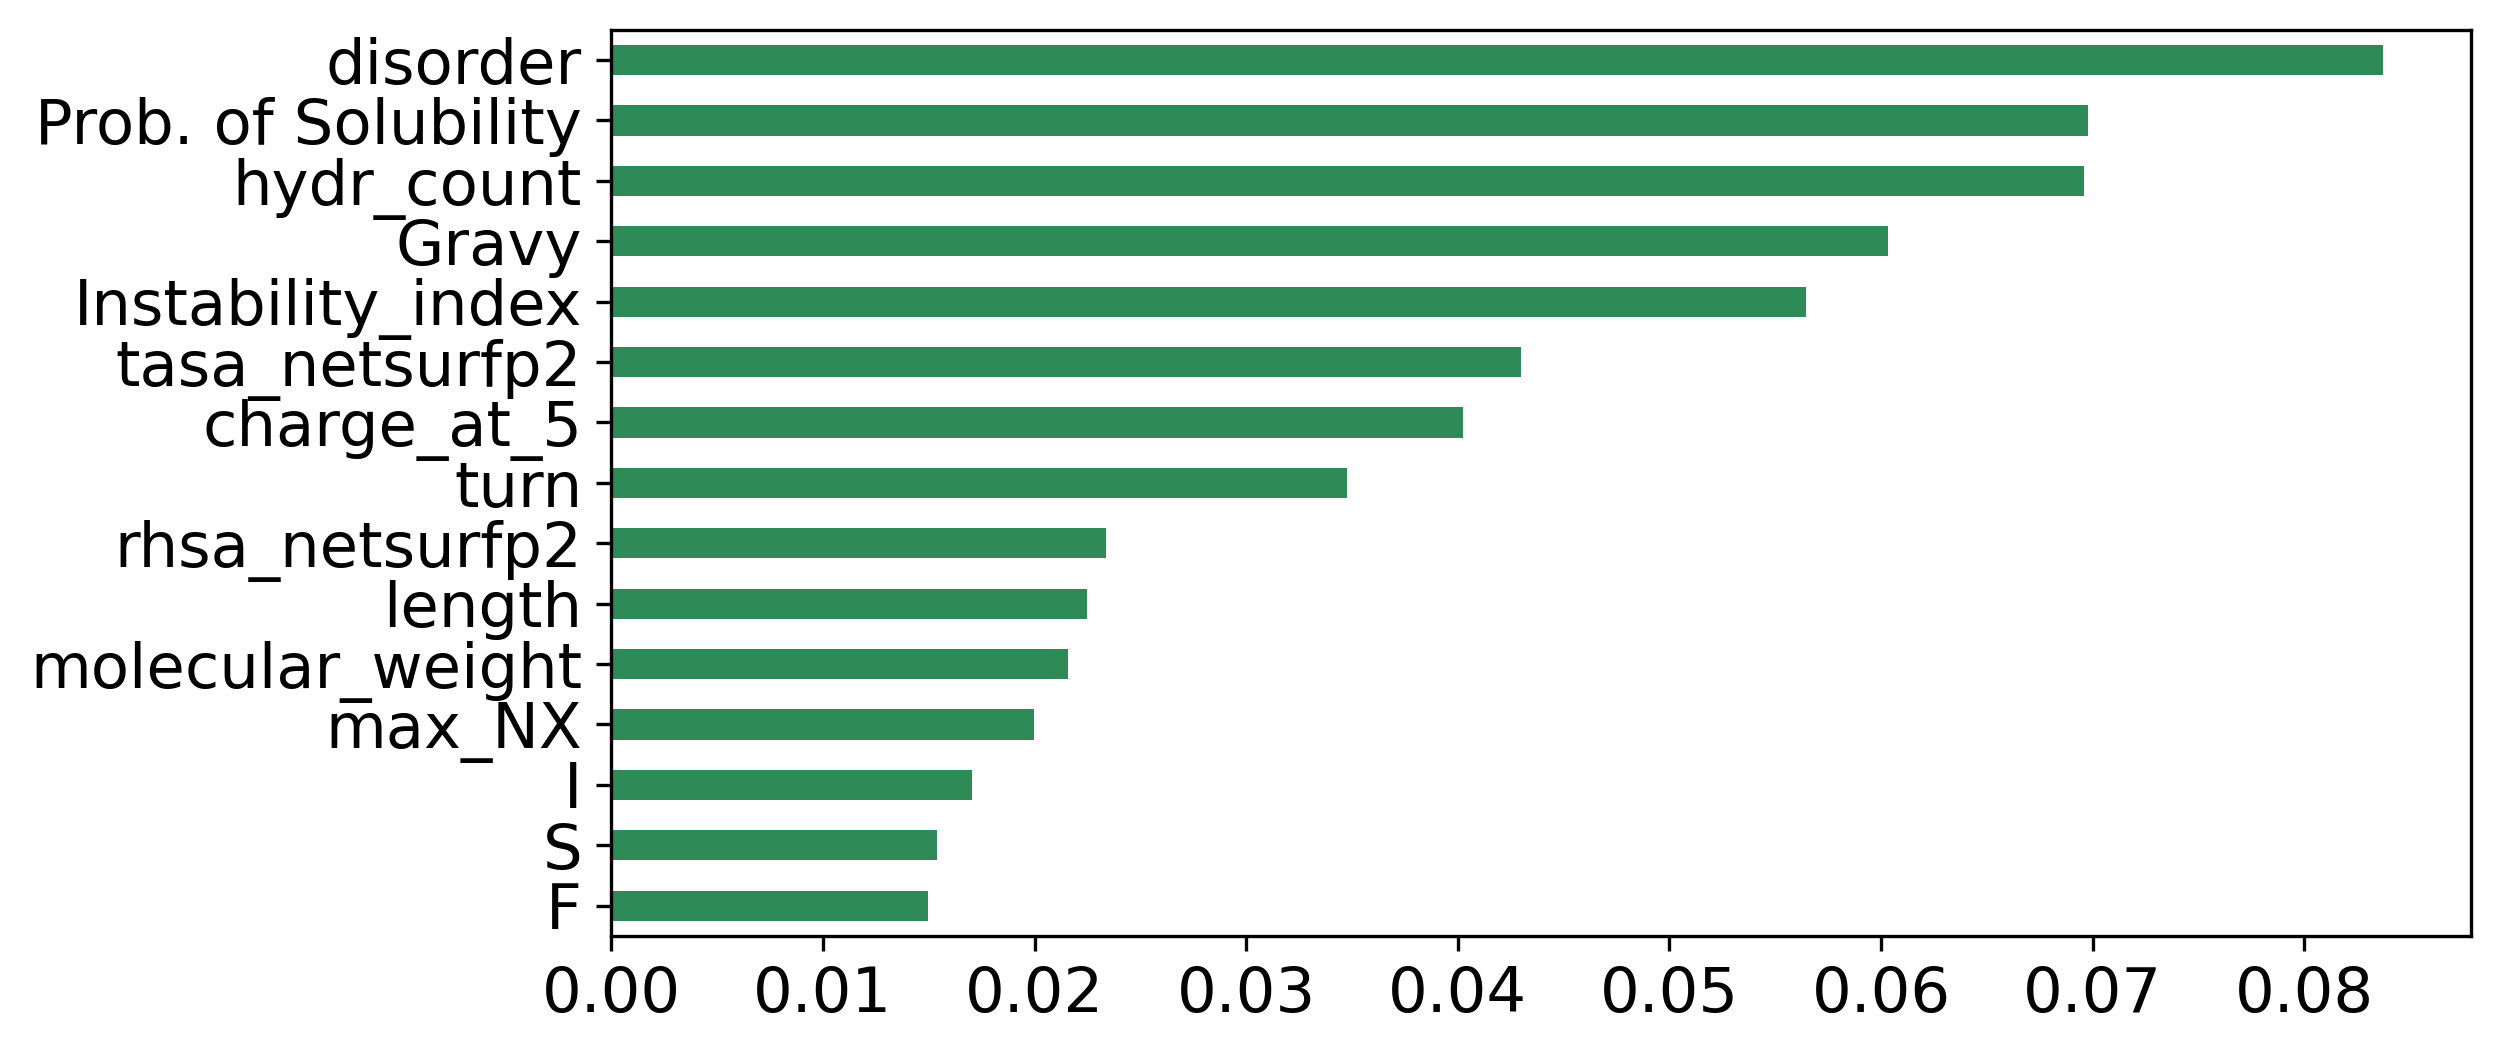 disorder
Prob. of Solubility
hydr_count
Gravy
Instability_index
tasa_netsurfp2
charge_at_5
turn
rhsa_netsurfp2
length
molecular_weight
max_NX
I
S
F
0.00 0.01 0.02 0.03 0.04 0.05 0.06 0.07 0.08